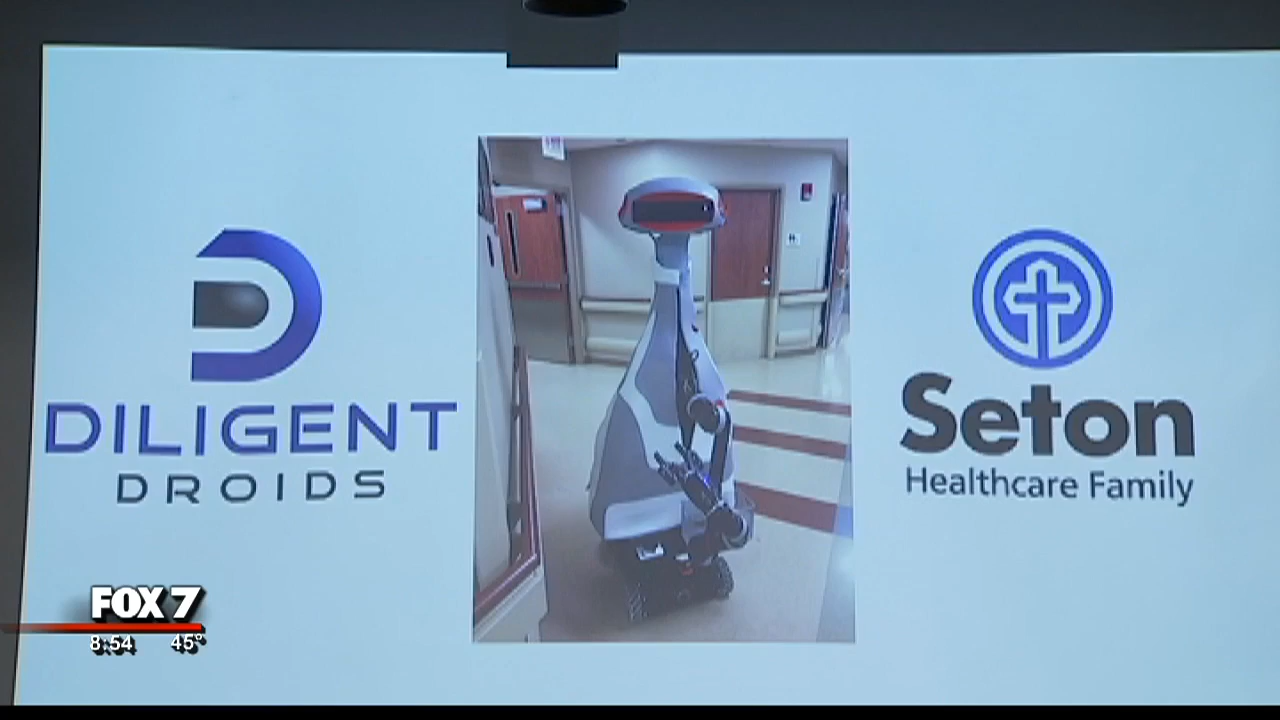 DILIGENT
DROIDS
Seton
Healthcare Family
FOX 7
8:54 45°